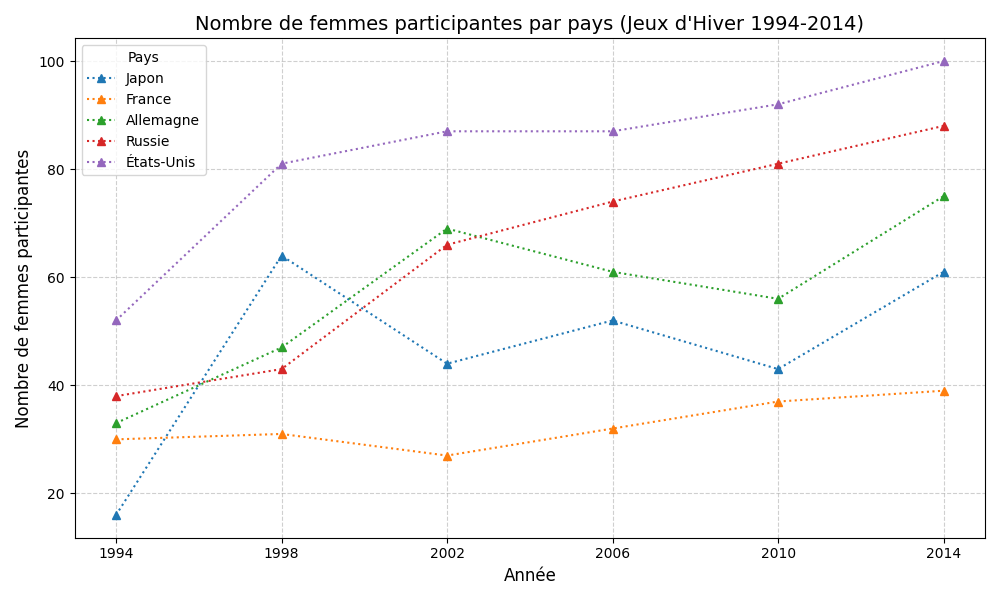 Nombre de femmes participantes par pays (Jeux d'Hiver 1994-2014)
Pays
Japon
France
Allemagne
Russie
États-Unis
Nombre de femmes participantes
100
80
60
40
20
1994 1998 2002 2006 2010 2014
Année